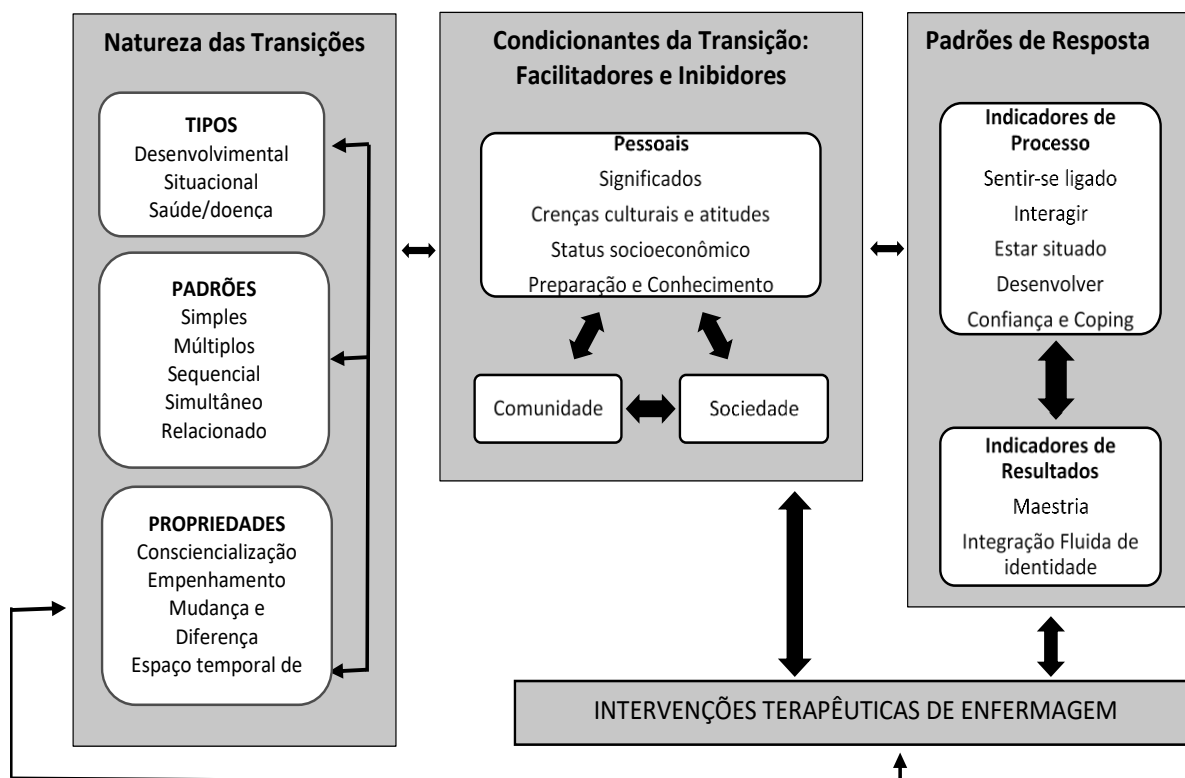 Natureza das Transições
TIPOS
Desenvolvimental
Situacional
Saúde/doença
PADRÕES
Simples
Múltiplos
Sequencial
Simultâneo
Relacionado
PROPRIEDADES
Consciencialização
Empenhamento
Mudança e
Diferença
Espaço temporal de
Condicionantes da Transição:
Facilitadores e Inibidores
Pessoais
Significados
Crenças culturais e atitudes
Status socioeconômico
Preparação e Conhecimento
Comunidade
Sociedade
Padrões de Resposta
Indicadores de
Processo
Sentir-se ligado
Interagir
Estar situado
Desenvolver
Confiança e Coping
Indicadores de
Resultados
Maestria
Integração Fluida de
identidade
INTERVENÇÕES TERAPÊUTICAS DE ENFERMAGEM